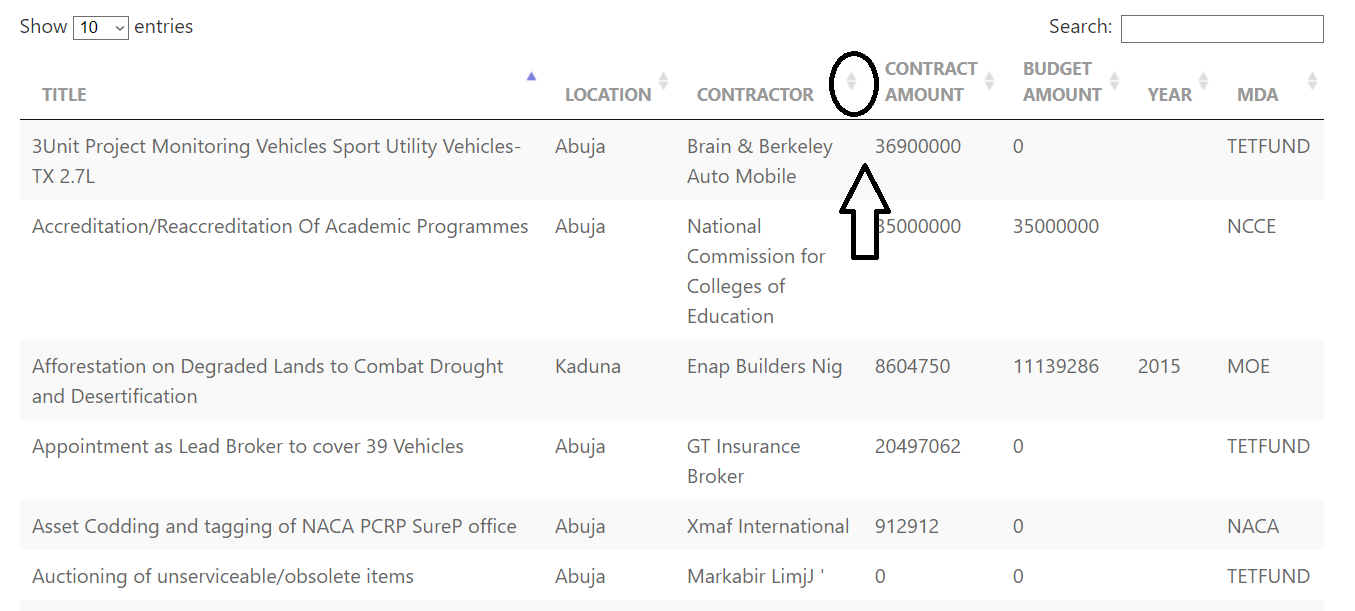 Show 10 entries Search:
TITLE LOCATION CONTRACTOR CONTRACT AMOUNT BUDGET AMOUNT YEAR MDA
3Unit Project Monitoring Vehicles Sport Utility Vehicles- Abuja Brain & Berkeley 36900000 0 TETFUND
TX 2.7L Auto Mobile
Accreditation/Reaccreditation Of Academic Programmes Abuja National 35000000 35000000 NCCE
Commission for
Colleges of
Education
Afforestation on Degraded Lands to Combat Drought Kaduna Enap Builders Nig 8604750 11139286 2015 MOE
and Desertification
Appointment as Lead Broker to cover 39 Vehicles Abuja GT Insurance 20497062 0 TETFUND
Broker
Asset Codding and tagging of NACA PCRP SureP office Abuja Xmaf International 912912 0 NACA
Auctioning of unserviceable/obsolete items Abuja Markabir LimjJ ' 0 0 TETFUND